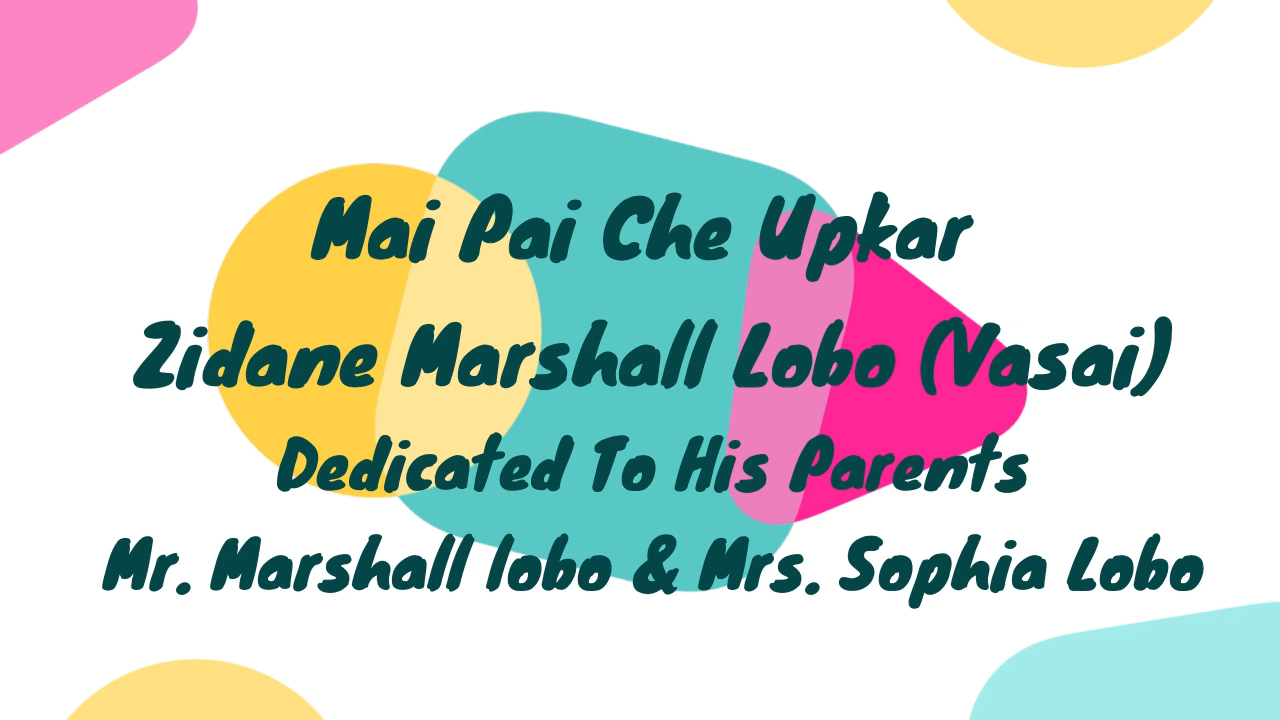 Mai Pai Che Upkar
Zidane Marshall Lobo (Vasai)
Dedicated To His Parents
Mr. Marshall lobo & Mrs. Sophia Lobo